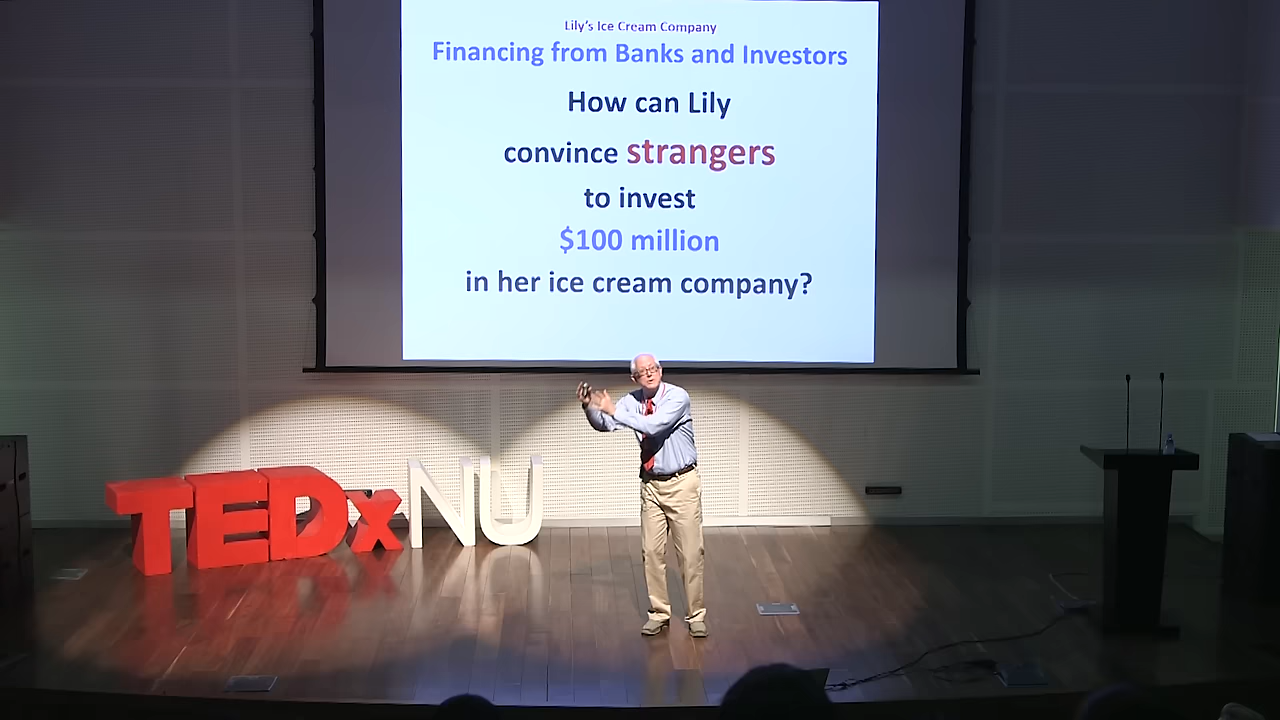 Lily's Ice Cream Company
Financing from Banks and Investors
How can Lily
convince strangers
to invest
$100 million
in her ice cream company?
TEDxNU